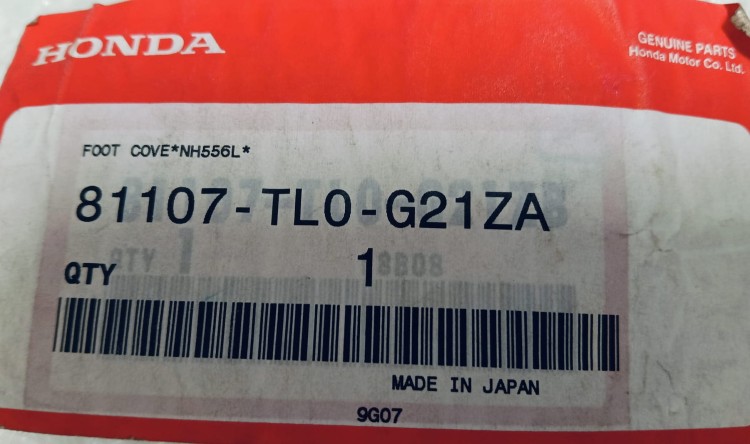 HONDA
GENUINE PARTS
Honda Motor Co. Ltd.
FOOT COVE*NH556L*
81107-TL0-G21ZA
QTY 1
MADE IN JAPAN
9G07